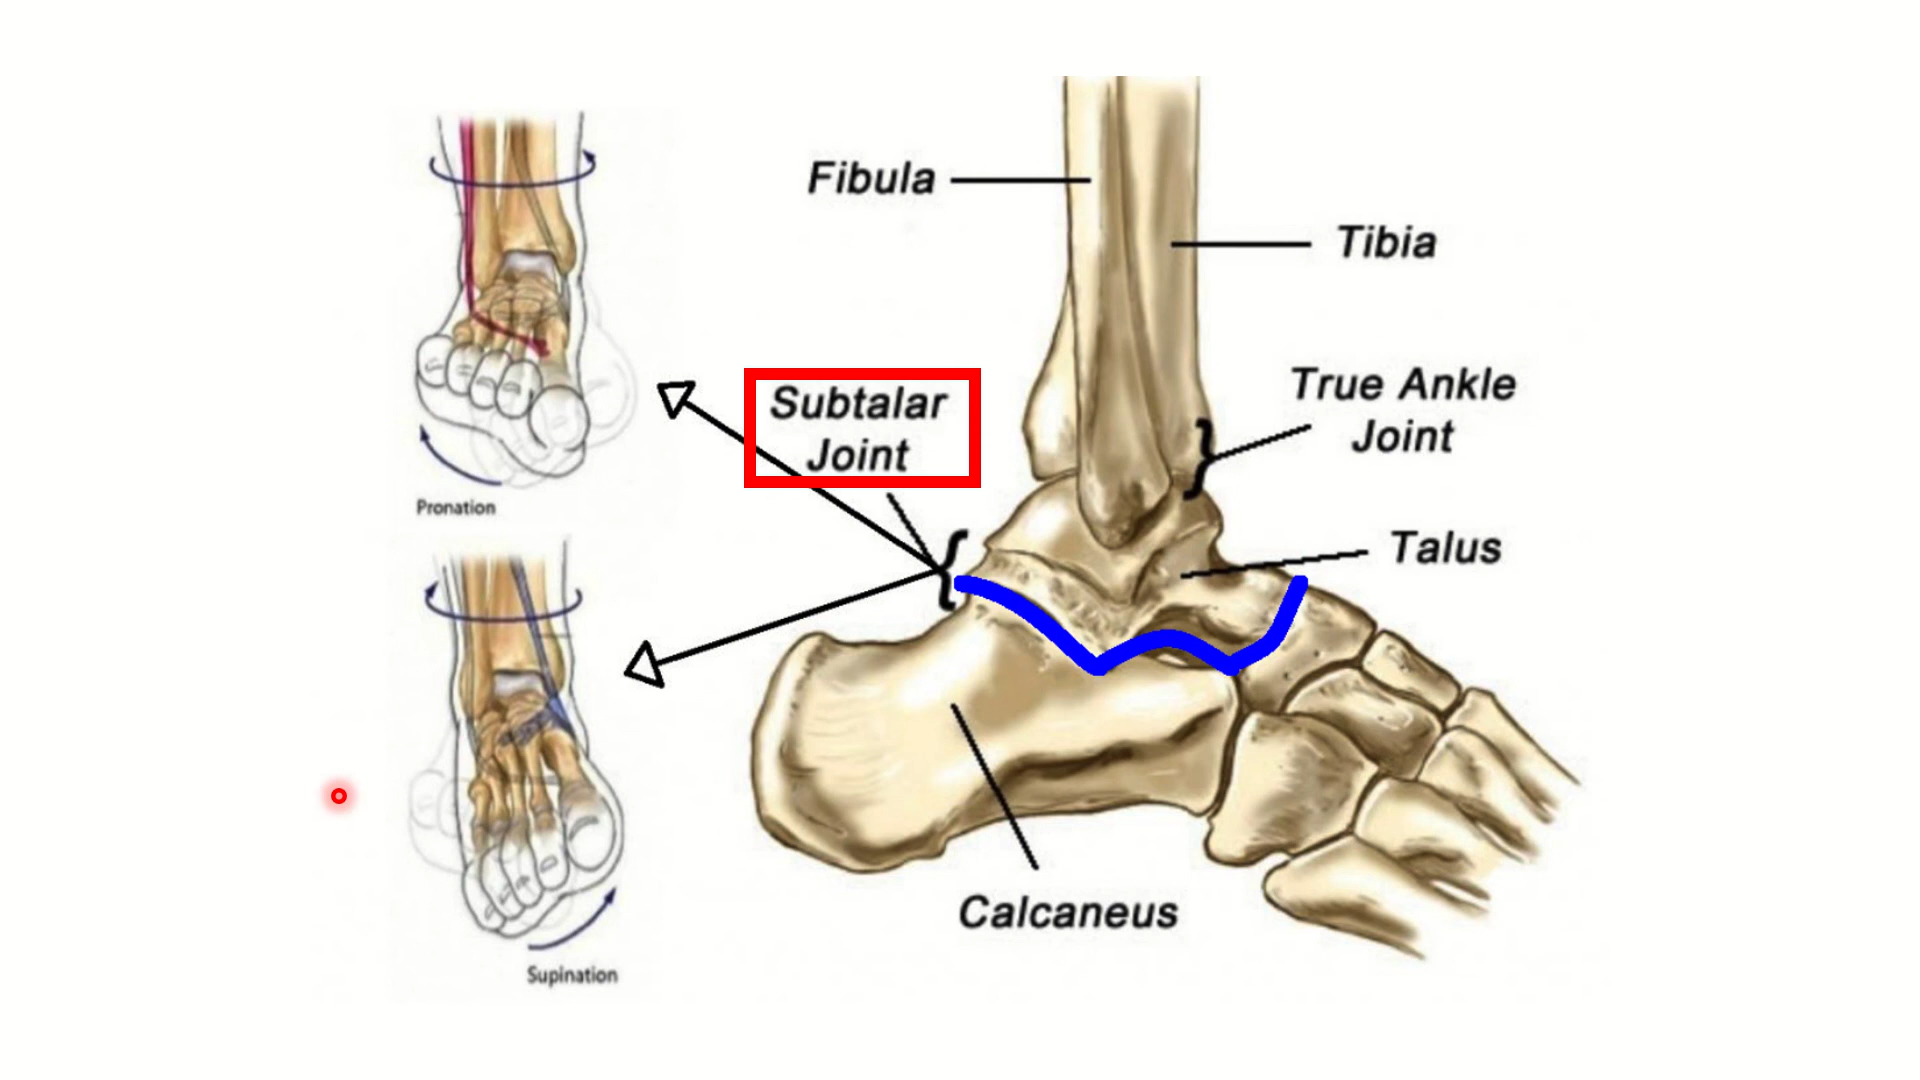 Fibula
Tibia
Subtalar
Joint
True Ankle
Joint
Pronation
Talus
Calcaneus
Supination